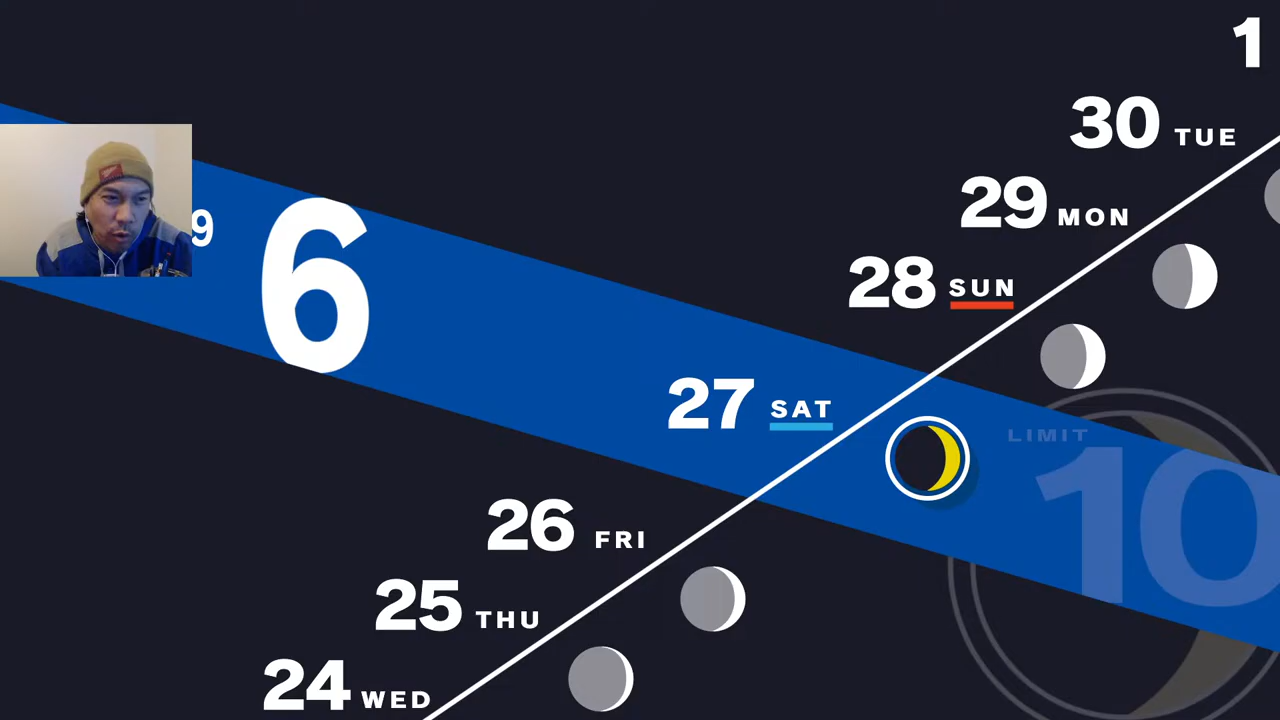 1
30 TUE
29 MON
28 SUN
9 6
27 SAT
LIMIT
10
26 FRI
25 THU
24 WED